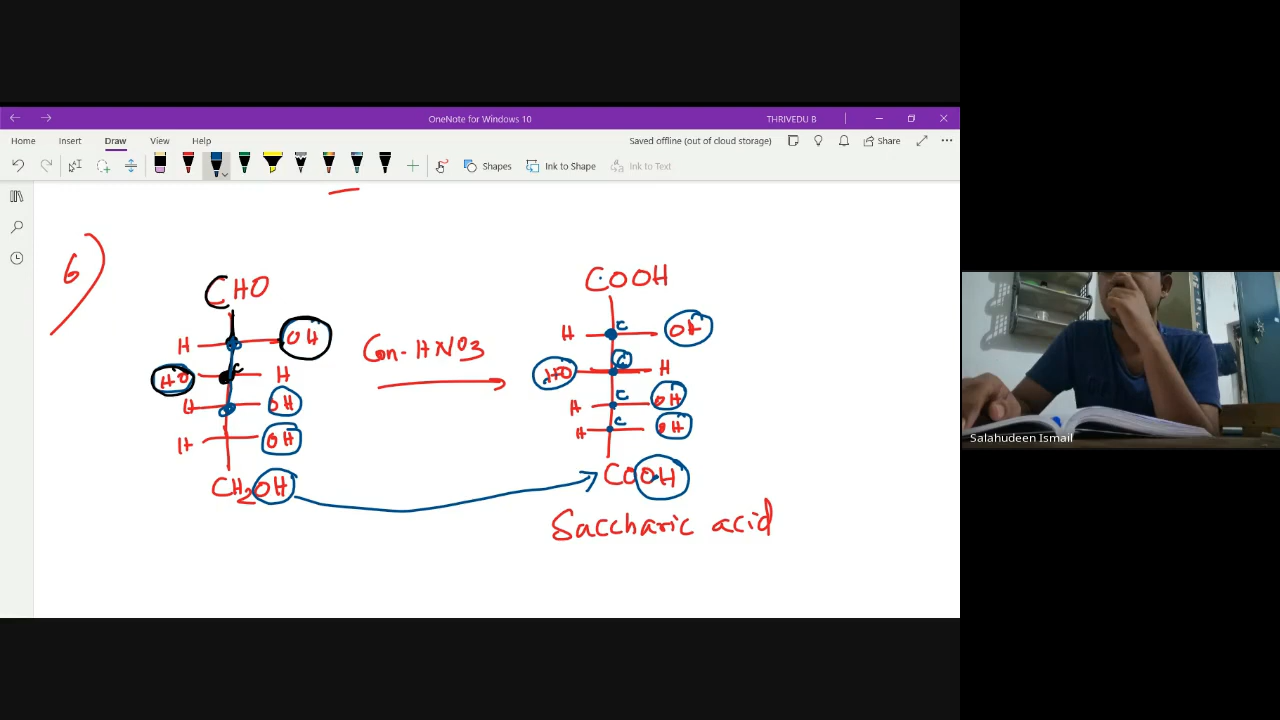 OneNote for Windows 10
THRIVEDU B
Home Insert Draw View Help
Saved offline (out of cloud storage)
Share
Shapes
Ink to Shape
Ink to Text
6)
CHO
H OH
HO C H
H OH
H OH
CH2OH
Con-HNO3
COOH
H C OH
HO C H
H C OH
H C OH
COOH
Saccharic acid
Salahudeen Ismail